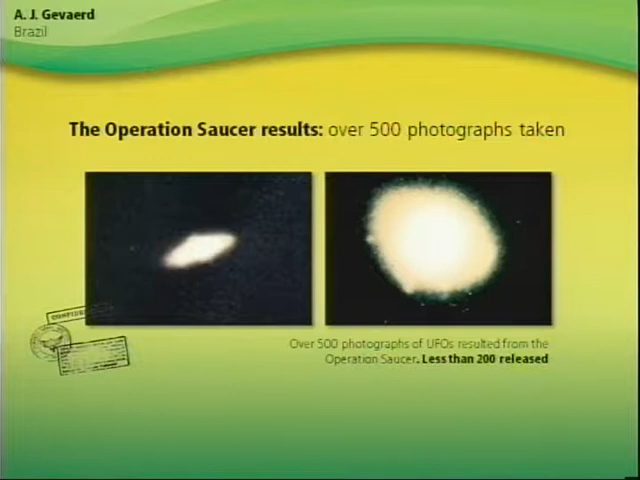 A. J. Gevaerd
Brazil
The Operation Saucer results: over 500 photographs taken
Over 500 photographs of UFOs resulted from the
Operation Saucer. Less than 200 released